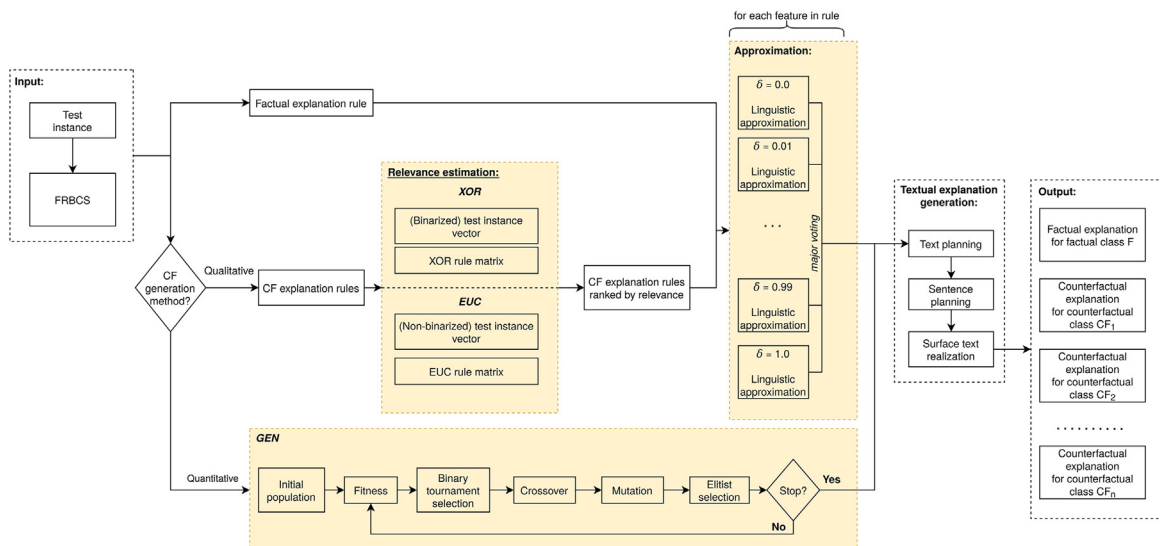 for each feature in rule
Input:
Test
instance
FRBCS
Factual explanation rule
CF
generation
method?
Qualitative
CF explanation rules
Relevance estimation:
XOR
(Binarized) test instance
vector
XOR rule matrix
EUC
(Non-binarized) test instance
vector
EUC rule matrix
CF explanation rules
ranked by relevance
Approximation:
δ = 0.0
Linguistic
approximation
δ = 0.01
Linguistic
approximation
. . .
δ = 0.99
Linguistic
approximation
δ = 1.0
Linguistic
approximation
major voting
Quantitative
GEN
Initial
population
Fitness
Binary
tournament
selection
Crossover
Mutation
Elitist
selection
Stop?
Yes
No
Textual explanation
generation:
Text planning
Sentence
planning
Surface text
realization
Output:
Factual explanation
for factual class F
Counterfactual
explanation
for counterfactual
class CF₁
Counterfactual
explanation
for counterfactual
class CF₂
. . . . . . . . . .
Counterfactual
explanation
for counterfactual
class CFₙ